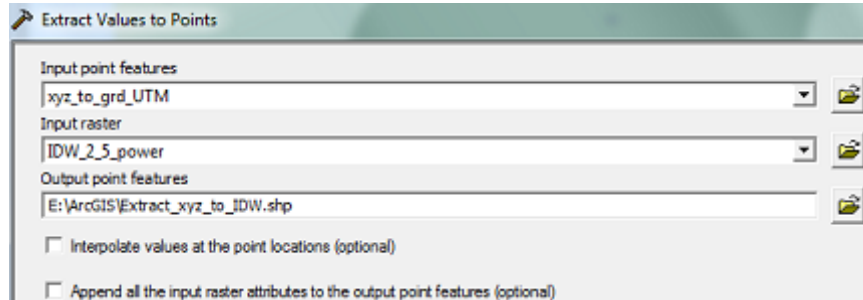 Extract Values to Points
Input point features
xyz_to_grd_UTM
Input raster
IDW_2_5_power
Output point features
E:\ArcGIS\Extract_xyz_to_IDW.shp
Interpolate values at the point locations (optional)
Append all the input raster attributes to the output point features (optional)